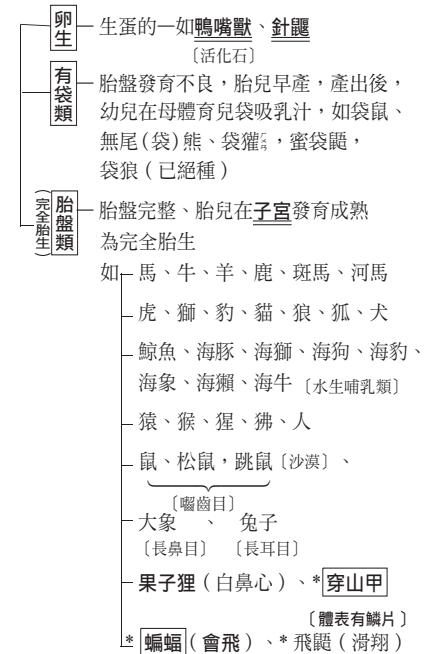 卵生 生蛋的—如鴨嘴獸、針鼴
〔活化石〕
有袋類 胎盤發育不良，胎兒早產，產出後，
幼兒在母體育兒袋吸乳汁，如袋鼠、
無尾(袋)熊、袋獾，蜜袋鼯，
袋狼（已絕種）
胎盤類（完全胎生） 胎盤完整、胎兒在子宮發育成熟
為完全胎生
如 馬、牛、羊、鹿、斑馬、河馬
虎、獅、豹、貓、狼、狐、犬
鯨魚、海豚、海獅、海狗、海豹、
海象、海獺、海牛〔水生哺乳類〕
猿、猴、猩、狒、人
鼠、松鼠，跳鼠〔沙漠〕、
〔囓齒目〕
大象 、 兔子
〔長鼻目〕 〔長耳目〕
果子狸（白鼻心）、*穿山甲
〔體表有鱗片〕
*蝙蝠（會飛）、*飛鼯（滑翔）